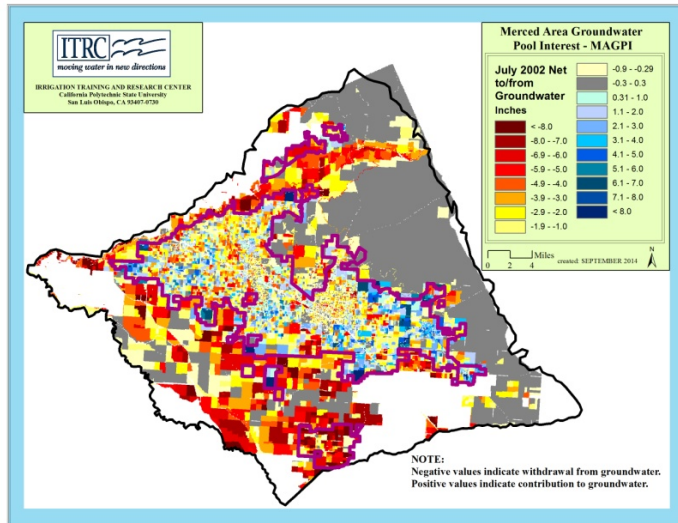 ITRC
moving water in new directions
IRRIGATION TRAINING AND RESEARCH CENTER
California Polytechnic State University
San Luis Obispo, CA 93407-0730
Merced Area Groundwater
Pool Interest - MAGPI
July 2002 Net
to/from
Groundwater
Inches
< -8.0
-8.0 - -7.0
-6.9 - -6.0
-5.9 - -5.0
-4.9 - -4.0
-3.9 - -3.0
-2.9 - -2.0
-1.9 - -1.0
-0.9 - -0.29
-0.3 - 0.3
0.31 - 1.0
1.1 - 2.0
2.1 - 3.0
3.1 - 4.0
4.1 - 5.0
5.1 - 6.0
6.1 - 7.0
7.1 - 8.0
< 8.0
Miles
0 2 4
created: SEPTEMBER 2014
N
NOTE:
Negative values indicate withdrawal from groundwater.
Positive values indicate contribution to groundwater.